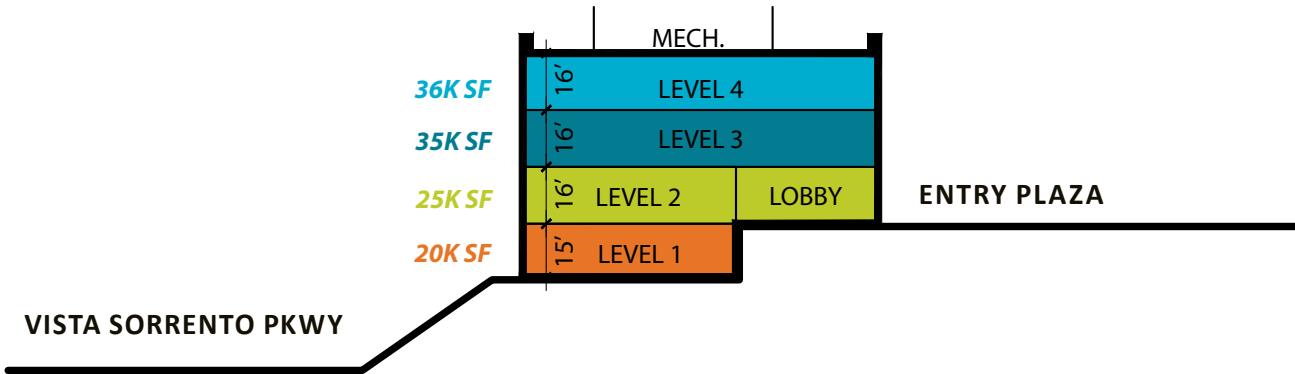 MECH.
36K SF 16’ LEVEL 4
35K SF 16’ LEVEL 3
25K SF 16’ LEVEL 2 LOBBY ENTRY PLAZA
20K SF 15’ LEVEL 1
VISTA SORRENTO PKWY